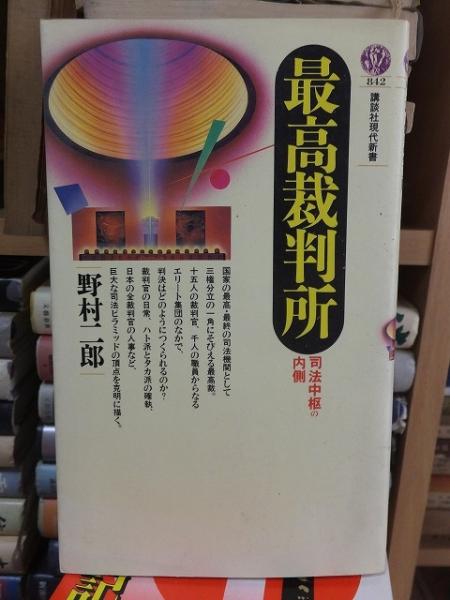 842
講談社現代新書
最高裁判所
司法中枢の
内側
国家の最高・最終の司法機関として
三権分立の一角にそびえる最高裁。
十五人の裁判官、千人の職員からなる
エリート集団のなかで、
判決はどのようにつくられるのか?
裁判官の日常、ハト派とタカ派の確執、
日本の全裁判官の人事など、
巨大な司法ピラミッドの頂点を克明に描く。
野村二郎
記